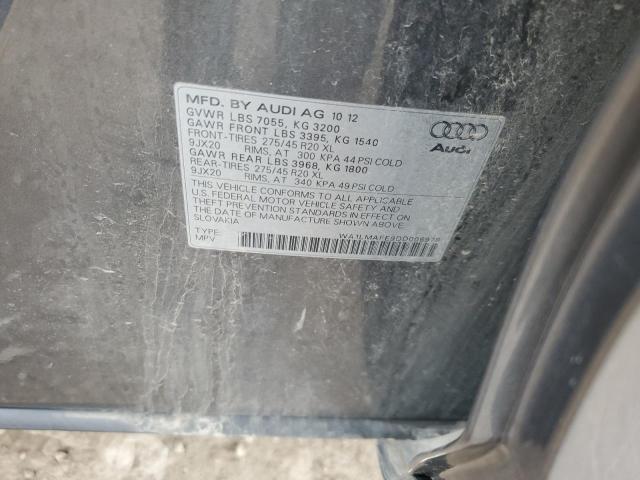 MFD. BY AUDI AG 10 12
GVWR LBS 7055, KG 3200
GAWR FRONT LBS 3395, KG 1540
FRONT-TIRES 275/45 R20 XL
9JX20 RIMS, AT 300 KPA 44 PSI COLD
GAWR REAR LBS 3968, KG 1800
REAR-TIRES 275/45 R20 XL
9JX20 RIMS, AT 340 KPA 49 PSI COLD
THIS VEHICLE CONFORMS TO ALL APPLICABLE
U.S. FEDERAL MOTOR VEHICLE SAFETY AND
THEFT PREVENTION STANDARDS IN EFFECT ON
THE DATE OF MANUFACTURE SHOWN ABOVE.
SLOVAKIA
TYPE:
MPV
Audi